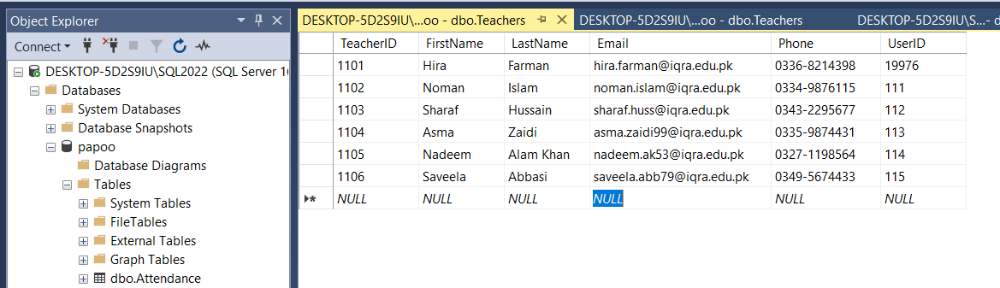 Object Explorer
Connect
DESKTOP-5D2S9IU\SQL2022 (SQL Server 16
Databases
System Databases
Database Snapshots
papoo
Database Diagrams
Tables
System Tables
FileTables
External Tables
Graph Tables
dbo.Attendance
DESKTOP-5D2S9IU\...oo - dbo.Teachers DESKTOP-5D2S9IU\...oo - dbo.Teachers DESKTOP-5D2S9IU\S...- d
TeacherID FirstName LastName Email Phone UserID
1101 Hira Farman hira.farman@iqra.edu.pk 0336-8214398 19976
1102 Noman Islam noman.islam@iqra.edu.pk 0334-9876115 111
1103 Sharaf Hussain sharaf.huss@iqra.edu.pk 0343-2295677 112
1104 Asma Zaidi asma.zaidi99@iqra.edu.pk 0335-9874431 113
1105 Nadeem Alam Khan nadeem.ak53@iqra.edu.pk 0327-1198564 114
1106 Saveela Abbasi saveela.abb79@iqra.edu.pk 0349-5674433 115
NULL NULL NULL NULL NULL NULL